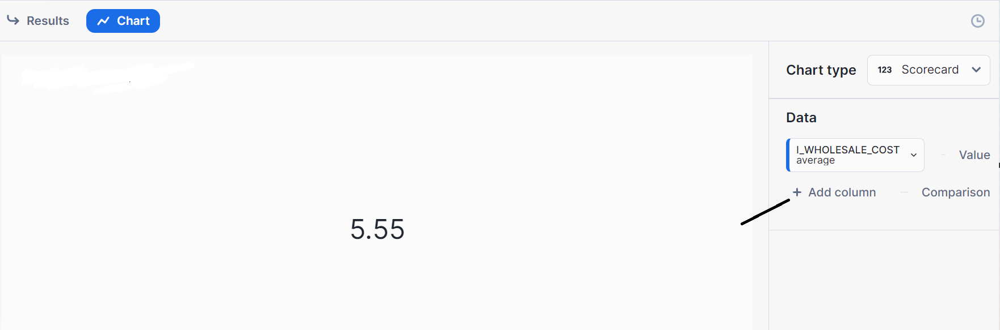 Results
Chart
Chart type
123 Scorecard
Data
I_WHOLESALE_COST
average
Value
+ Add column
Comparison
5.55